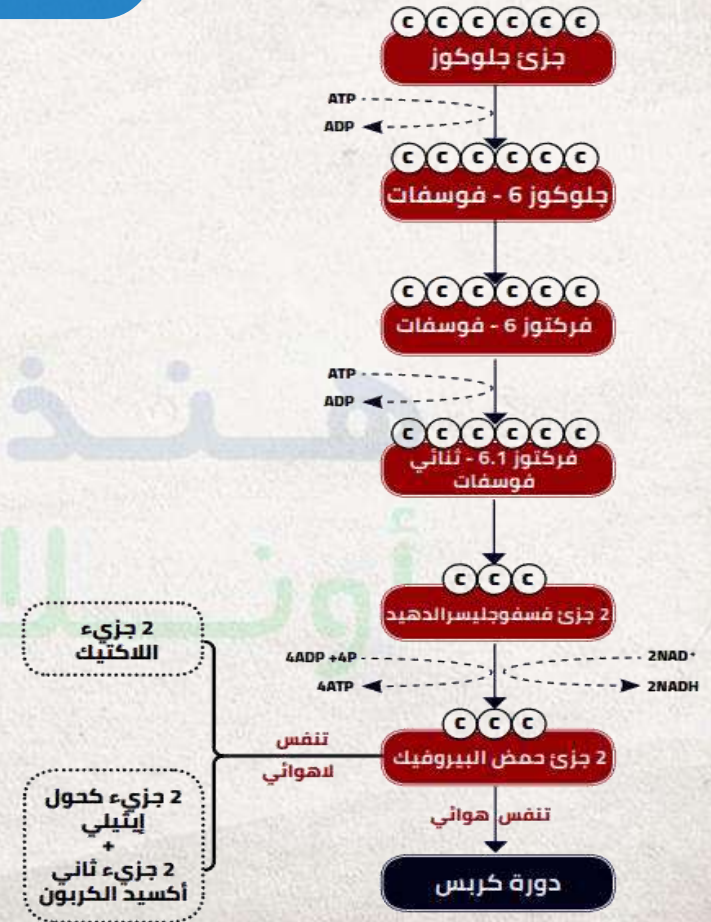 C C C C C C
جزئ جلوكوز
ATP
ADP
C C C C C C
جلوكوز 6 - فوسفات
C C C C C C
فركتوز 6 - فوسفات
ATP
ADP
C C C C C C
فركتوز 6.1 - ثنائي
فوسفات
C C C
2 جزئ فسفوجليسرالدهيد
4ADP +4P
4ATP
2NAD⁺
2NADH
C C C
2 جزئ حمض البيروفيك
تنفس
لاهوائي
2 جزيء
اللاكتيك
2 جزيء كحول
إيثيلي
+
2 جزيء ثاني
أكسيد الكربون
تنفس هوائي
دورة كربس